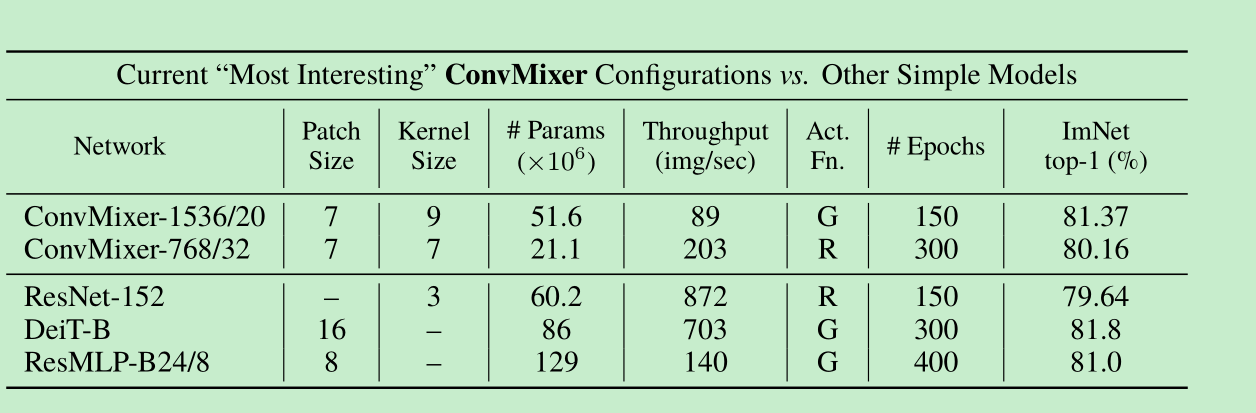 Current “Most Interesting” ConvMixer Configurations vs. Other Simple Models
Network Patch Size Kernel Size # Params (×10⁶) Throughput (img/sec) Act. Fn. # Epochs ImNet top-1 (%)
ConvMixer-1536/20 7 9 51.6 89 G 150 81.37
ConvMixer-768/32 7 7 21.1 203 R 300 80.16
ResNet-152 – 3 60.2 872 R 150 79.64
DeiT-B 16 – 86 703 G 300 81.8
ResMLP-B24/8 8 – 129 140 G 400 81.0